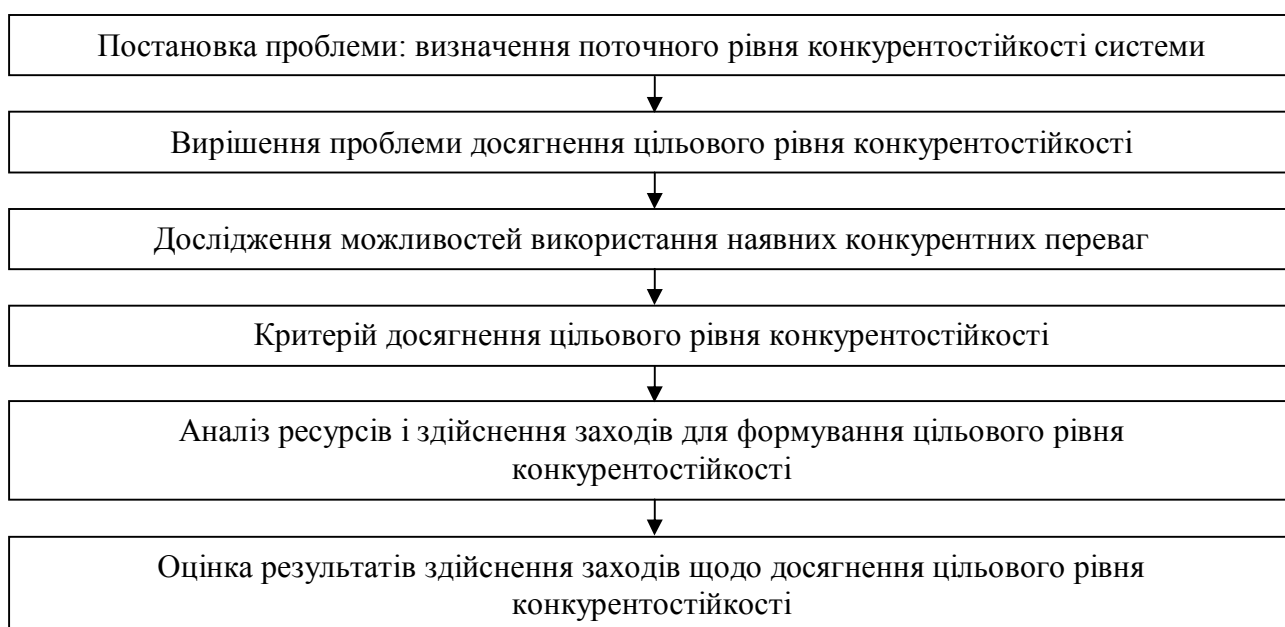 Постановка проблеми: визначення поточного рівня конкурентостійкості системи
Вирішення проблеми досягнення цільового рівня конкурентостійкості
Дослідження можливостей використання наявних конкурентних переваг
Критерій досягнення цільового рівня конкурентостійкості
Аналіз ресурсів і здійснення заходів для формування цільового рівня
конкурентостійкості
Оцінка результатів здійснення заходів щодо досягнення цільового рівня
конкурентостійкості